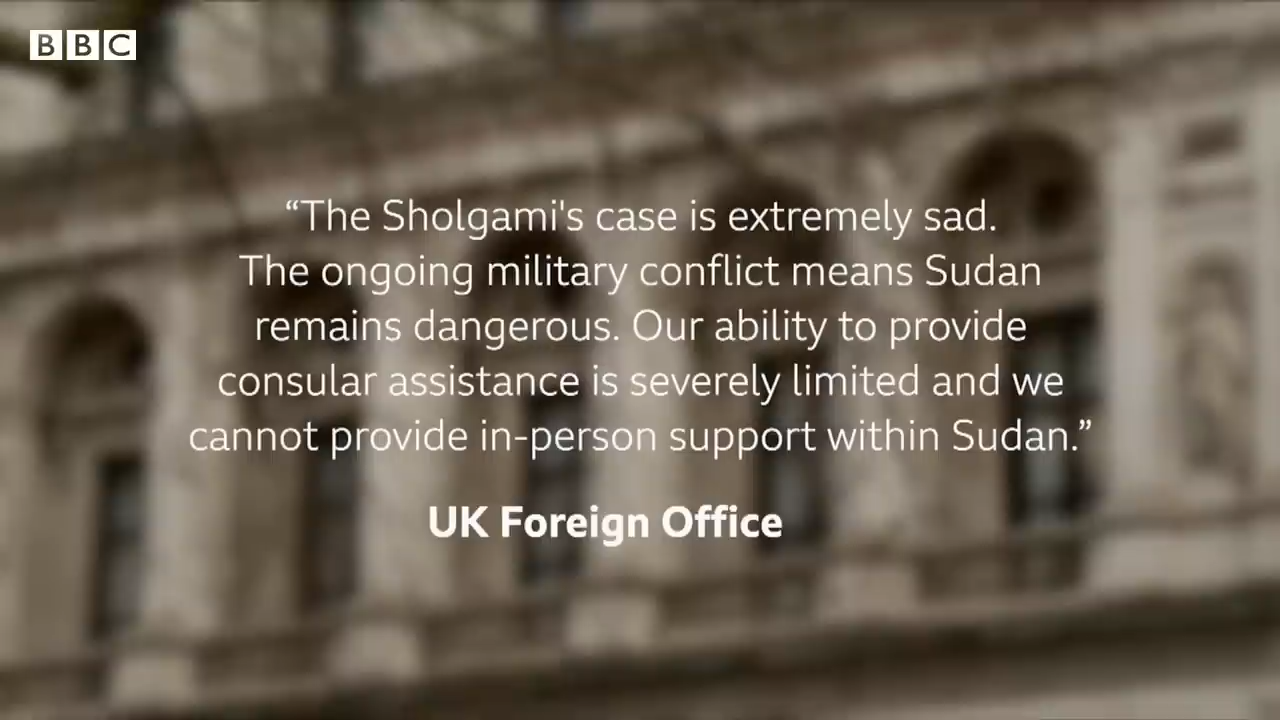 BBC
“The Sholgami's case is extremely sad.
The ongoing military conflict means Sudan
remains dangerous. Our ability to provide
consular assistance is severely limited and we
cannot provide in-person support within Sudan.”
UK Foreign Office